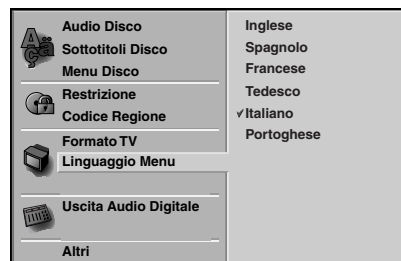 Audio Disco
Sottotitoli Disco
Menu Disco
Restrizione
Codice Regione
Formato TV
Linguaggio Menu
Uscita Audio Digitale
Altri
Inglese
Spagnolo
Francese
Tedesco
✓Italiano
Portoghese